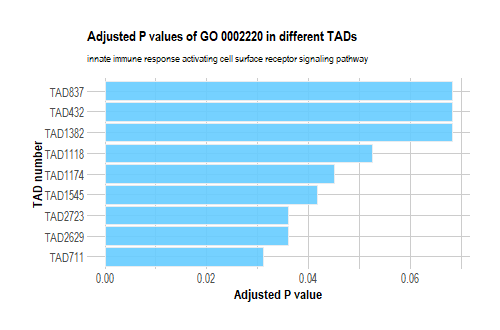 Adjusted P values of GO 0002220 in different TADs
innate immune response activating cell surface receptor signaling pathway
TAD number
TAD837
TAD432
TAD1382
TAD1118
TAD1174
TAD1545
TAD2723
TAD2629
TAD711
0.00 0.02 0.04 0.06
Adjusted P value